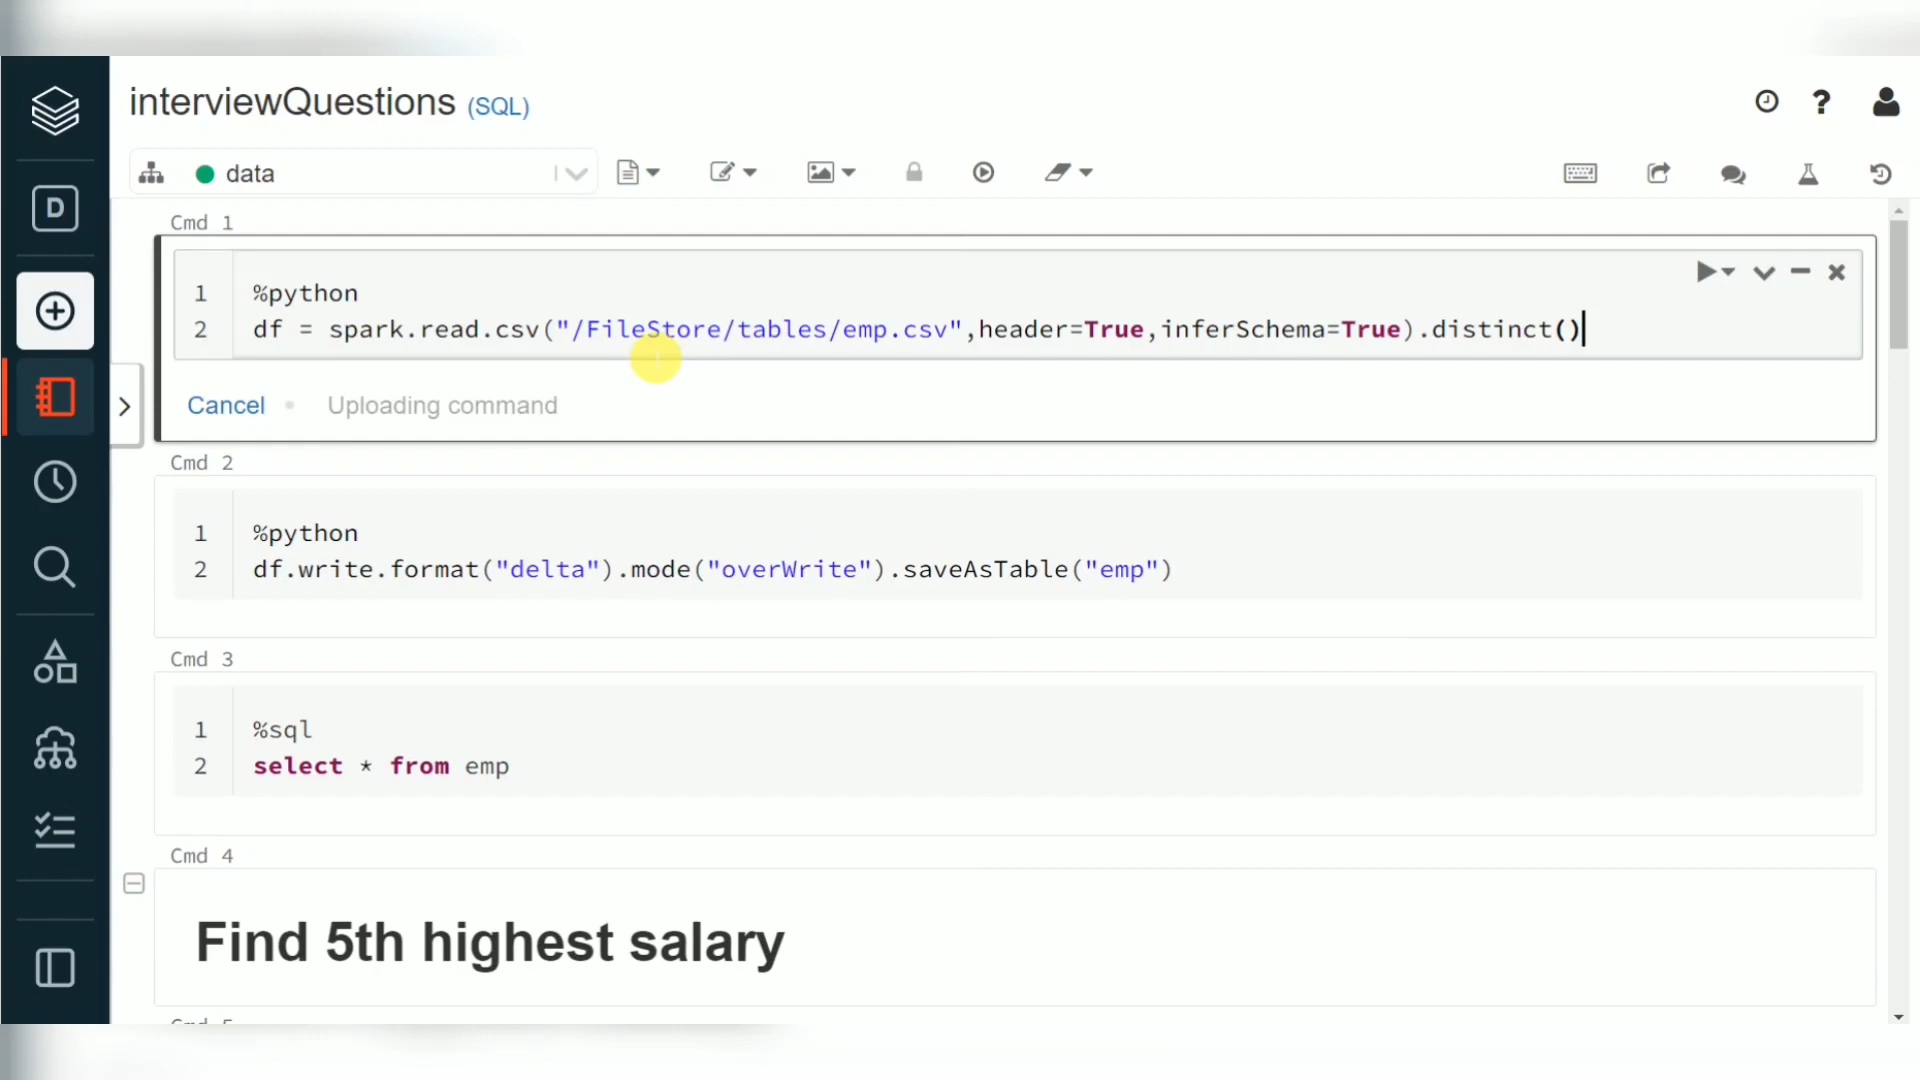 interviewQuestions (SQL)
?
data
D
Cmd 1
1 %python
2 df = spark.read.csv("/FileStore/tables/emp.csv",header=True,inferSchema=True).distinct()
Cancel Uploading command
Cmd 2
1 %python
2 df.write.format("delta").mode("overWrite").saveAsTable("emp")
Cmd 3
1 %sql
2 select * from emp
Cmd 4
Find 5th highest salary